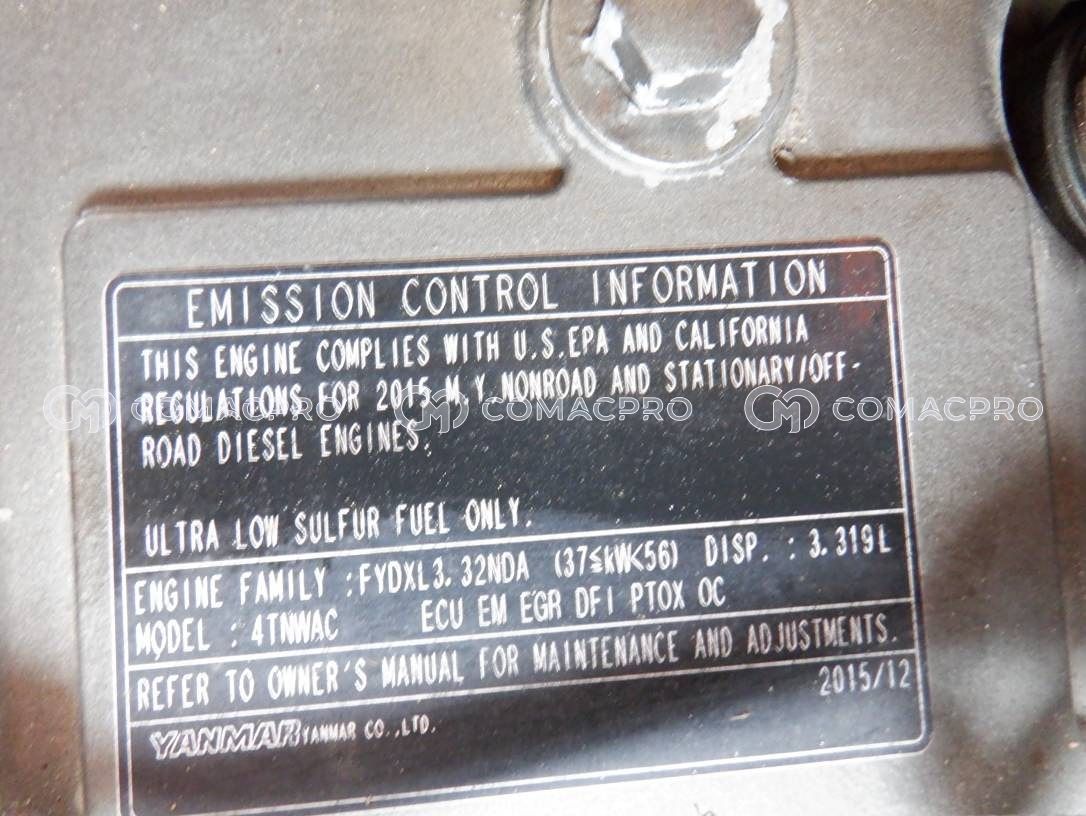 EMISSION CONTROL INFORMATION
THIS ENGINE COMPLIES WITH U.S.EPA AND CALIFORNIA
REGULATIONS FOR 2015 M.Y.NONROAD AND STATIONARY/OFF-
ROAD DIESEL ENGINES.
ULTRA LOW SULFUR FUEL ONLY.
ENGINE FAMILY :FYDXL3.32NDA (37≦kW<56) DISP. : 3.319L
MODEL : 4TNWAC ECU EM EGR DFI PTOX OC
REFER TO OWNER'S MANUAL FOR MAINTENANCE AND ADJUSTMENTS.
2015/12
YANMAR YANMAR CO.,LTD.
COMACPRO COMACPRO COMACPRO